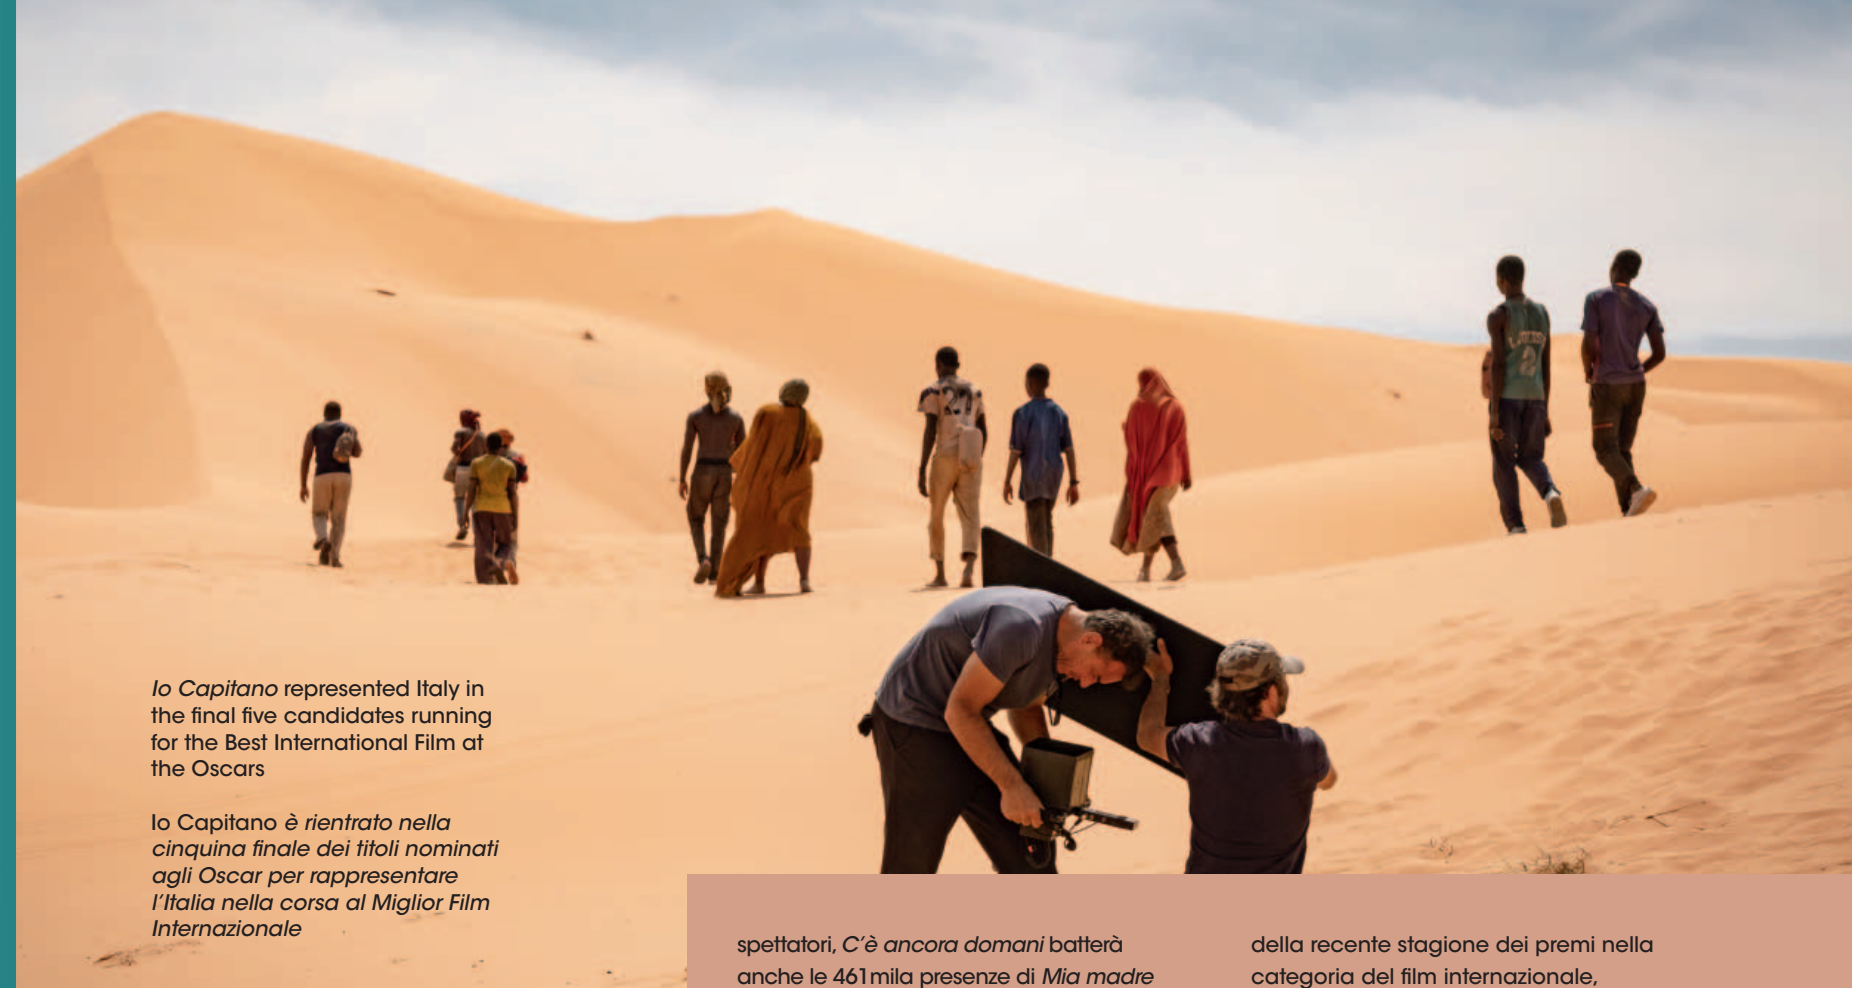 Io Capitano represented Italy in
the final five candidates running
for the Best International Film at
the Oscars
Io Capitano è rientrato nella
cinquina finale dei titoli nominati
agli Oscar per rappresentare
l'Italia nella corsa al Miglior Film
Internazionale
spettatori, C'è ancora domani batterà
anche le 461mila presenze di Mia madre
della recente stagione dei premi nella
categoria del film internazionale,
27
2